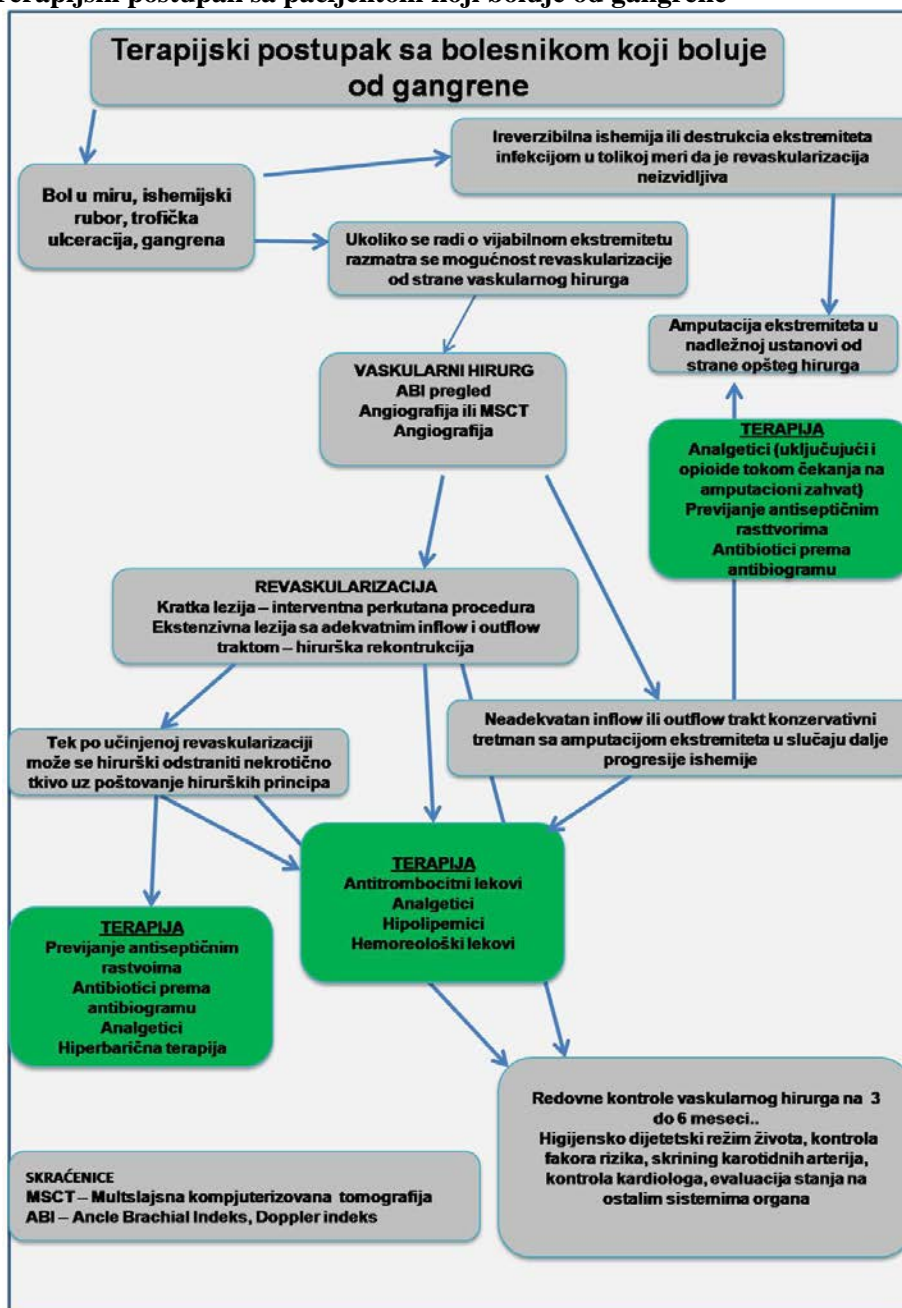 Terapijski postupak sa pacijentom koji boluje od gangrene
Terapijski postupak sa bolesnikom koji boluje
od gangrene
Ireverzibilna ishemija ili destrukcia ekstremiteta
infekcijom u tolikoj meri da je revaskularizacija
neizvidljiva
Bol u miru, ishemijski
rubor, trofička
ulceracija, gangrena
Ukoliko se radi o vijabilnom ekstremitetu
razmatra se mogućnost revaskularizacije
od strane vaskularnog hirurga
Amputacija ekstremiteta u
nadležnoj ustanovi od
strane opšteg hirurga
VASKULARNI HIRURG
ABI pregled
Angiografija ili MSCT
Angiografija
TERAPIJA
Analgetici (uključujući i
opioide tokom čekanja na
amputacioni zahvat)
Previjanje antiseptičnim
rasttvorima
Antibiotici prema
antibiogramu
REVASKULARIZACIJA
Kratka lezija – interventna perkutana procedura
Ekstenzivna lezija sa adekvatnim inflow i outflow
traktom – hirurška rekontrukcija
Neadekvatan inflow ili outflow trakt konzervativni
tretman sa amputacijom ekstremiteta u slučaju dalje
progresije ishemije
Tek po učinjenoj revaskularizaciji
može se hirurški odstraniti nekrotično
tkivo uz poštovanje hirurških principa
TERAPIJA
Antitrombocitni lekovi
Analgetici
Hipolipemici
Hemoreološki lekovi
TERAPIJA
Previjanje antiseptičnim
rastvoima
Antibiotici prema
antibiogramu
Analgetici
Hiperbarična terapija
Redovne kontrole vaskularnog hirurga na 3
do 6 meseci..
Higijensko dijetetski režim života, kontrola
fakora rizika, skrining karotidnih arterija,
kontrola kardiologa, evaluacija stanja na
ostalim sistemima organa
SKRAĆENICE
MSCT – Multslajsna kompjuterizovana tomografija
ABI – Ancle Brachial Indeks, Doppler indeks